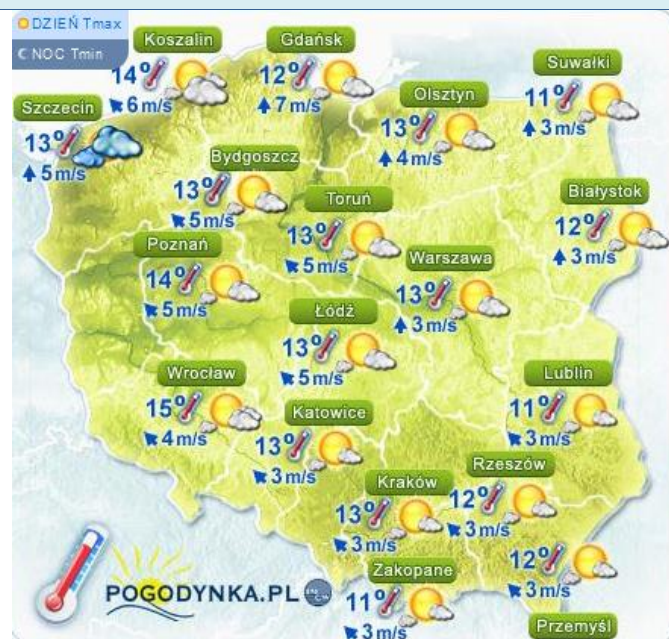 DZIEŃ Tmax
NOC Tmin
Koszalin
14°
6 m/s
Gdańsk
12°
7 m/s
Suwałki
11°
3 m/s
Olsztyn
13°
4 m/s
Szczecin
13°
5 m/s
Bydgoszcz
13°
5 m/s
Toruń
13°
5 m/s
Białystok
12°
3 m/s
Poznań
14°
5 m/s
Warszawa
13°
3 m/s
Łódź
13°
5 m/s
Wrocław
15°
4 m/s
Katowice
13°
3 m/s
Lublin
11°
3 m/s
Kraków
13°
3 m/s
Rzeszów
12°
3 m/s
Zakopane
11°
3 m/s
12°
3 m/s
Przemyśl
POGODYNKA.PL